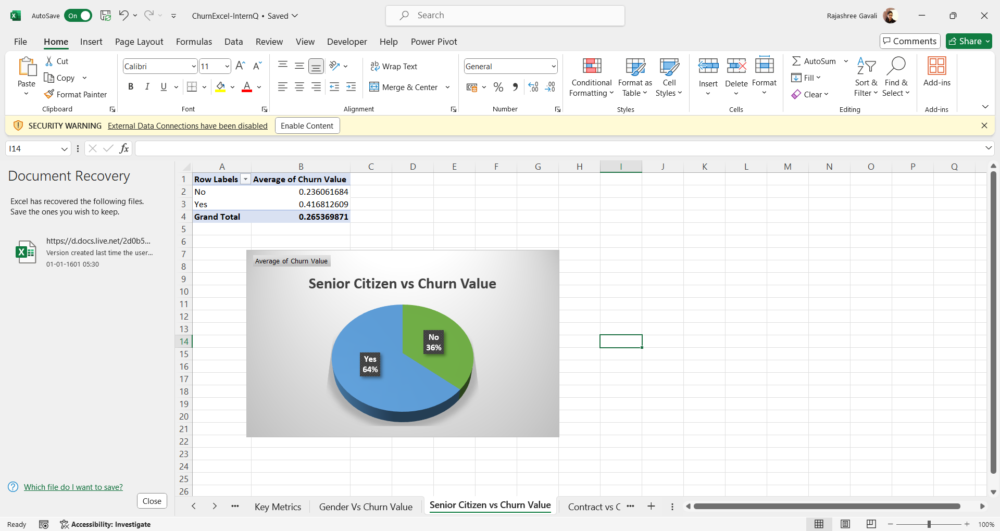 AutoSave On ChurnExcel-InternQ • Saved Search Rajashree Gavali
File Home Insert Page Layout Formulas Data Review View Developer Help Power Pivot Comments Share
Paste
Cut
Copy
Format Painter
Clipboard
Calibri 11
B I U
Font
Wrap Text
Merge & Center
Alignment
General
Number
Conditional Formatting
Format as Table
Cell Styles
Styles
Insert
Delete
Format
Cells
AutoSum
Fill
Clear
Sort & Filter
Find & Select
Editing
Add-ins
Add-ins
SECURITY WARNING External Data Connections have been disabled Enable Content
I14 fx
Document Recovery
Excel has recovered the following files.
Save the ones you wish to keep.
https://d.docs.live.net/2d0b5...
Version created last time the user...
01-01-1601 05:30
Which file do I want to save?
Close
A B C D E F G H I J K L M N O P Q
1 Row Labels Average of Churn Value
2 No 0.236061684
3 Yes 0.416812609
4 Grand Total 0.265369871
5
6
7
8
9
10
11
12
13
14
15
16
17
18
19
20
21
22
23
24
25
26
Average of Churn Value
Senior Citizen vs Churn Value
No
36%
Yes
64%
Key Metrics Gender Vs Churn Value Senior Citizen vs Churn Value Contract vs C
Ready Accessibility: Investigate 100%